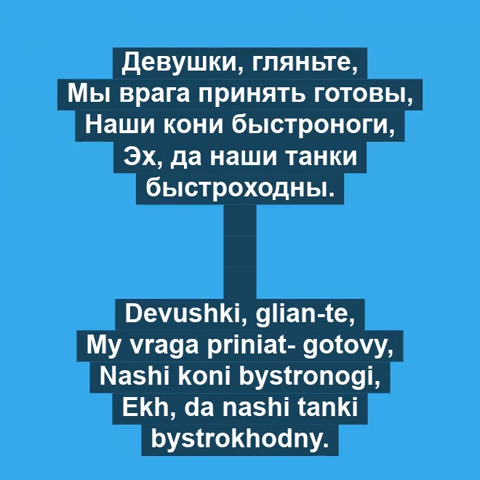 Девушки, гляньте,
Мы врага принять готовы,
Наши кони быстроноги,
Эх, да наши танки
быстроходны.
Devushki, glian-te,
My vraga priniat- gotovy,
Nashi koni bystronogi,
Ekh, da nashi tanki
bystrokhodny.